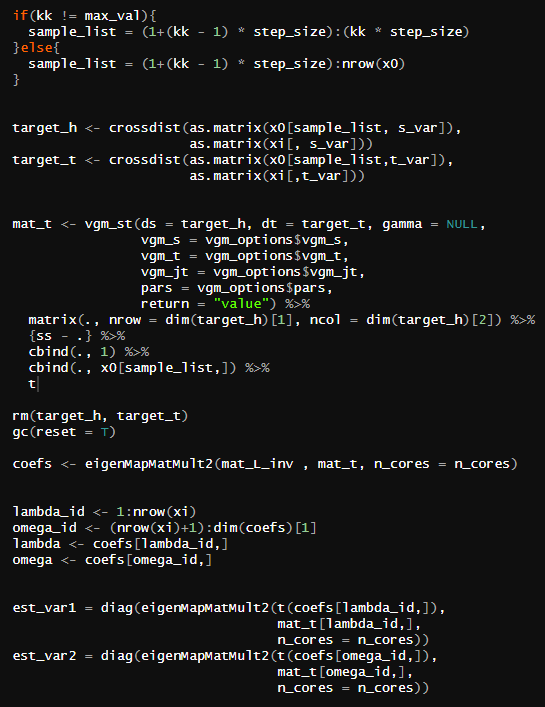 if(kk != max_val){
  sample_list = (1+(kk - 1) * step_size):(kk * step_size)
}else{
  sample_list = (1+(kk - 1) * step_size):nrow(x0)
}
target_h <- crossdist(as.matrix(x0[sample_list, s_var]),
                      as.matrix(xi[, s_var]))
target_t <- crossdist(as.matrix(x0[sample_list,t_var]),
                      as.matrix(xi[,t_var]))
mat_t <- vgm_st(ds = target_h, dt = target_t, gamma = NULL,
                vgm_s = vgm_options$vgm_s,
                vgm_t = vgm_options$vgm_t,
                vgm_jt = vgm_options$vgm_jt,
                pars = vgm_options$pars,
                return = "value") %>%
  matrix(., nrow = dim(target_h)[1], ncol = dim(target_h)[2]) %>%
  {ss - .} %>%
  cbind(., 1) %>%
  cbind(., x0[sample_list,]) %>%
  t
rm(target_h, target_t)
gc(reset = T)
coefs <- eigenMapMatMult2(mat_L_inv , mat_t, n_cores = n_cores)
lambda_id <- 1:nrow(xi)
omega_id <- (nrow(xi)+1):dim(coefs)[1]
lambda <- coefs[lambda_id,]
omega <- coefs[omega_id,]
est_var1 = diag(eigenMapMatMult2(t(coefs[lambda_id,]),
                                 mat_t[lambda_id,],
                                 n_cores = n_cores))
est_var2 = diag(eigenMapMatMult2(t(coefs[omega_id,]),
                                 mat_t[omega_id,],
                                 n_cores = n_cores))